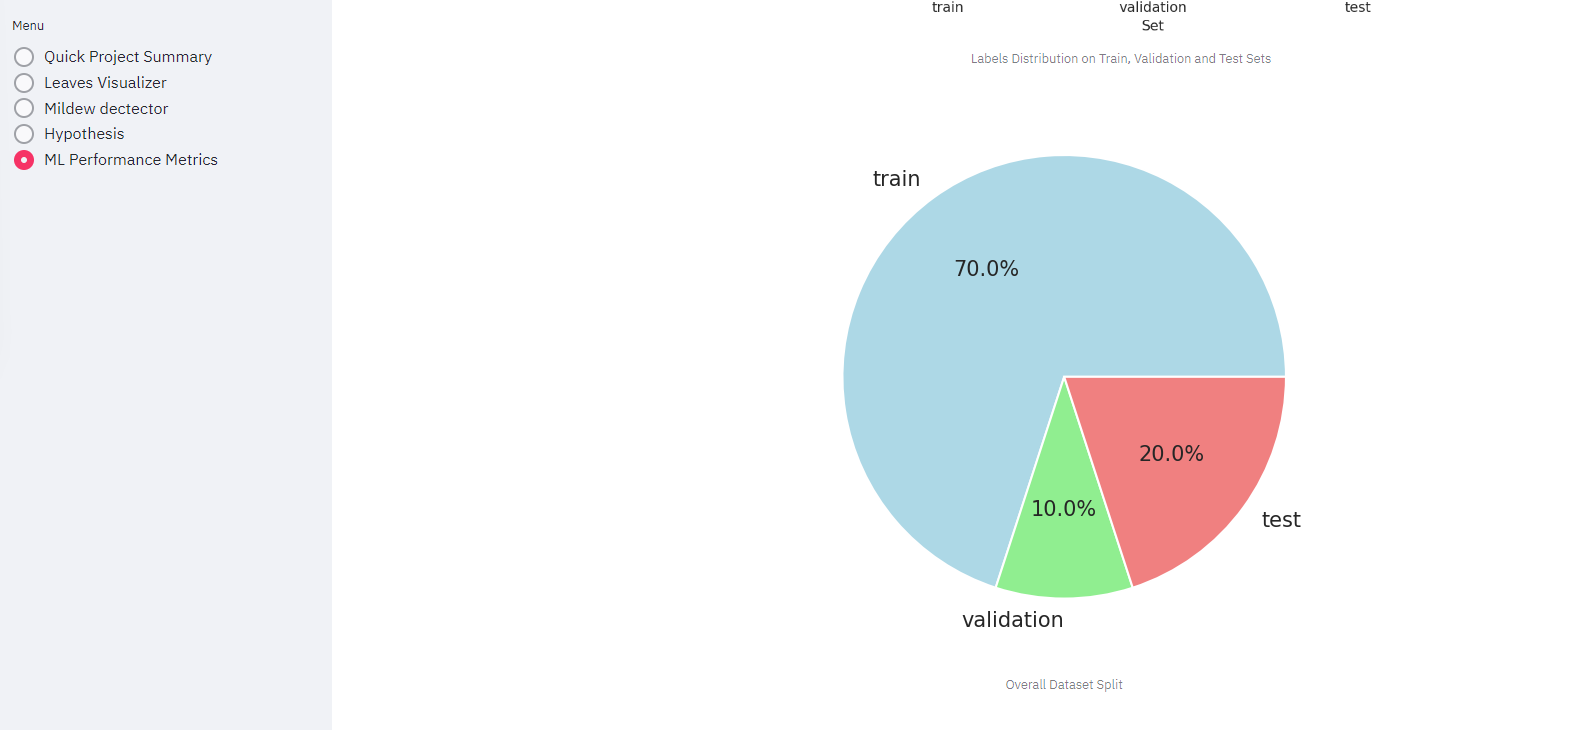 Menu
Quick Project Summary
Leaves Visualizer
Mildew dectector
Hypothesis
ML Performance Metrics
train validation test
Set
Labels Distribution on Train, Validation and Test Sets
train
70.0%
20.0%
10.0%
test
validation
Overall Dataset Split